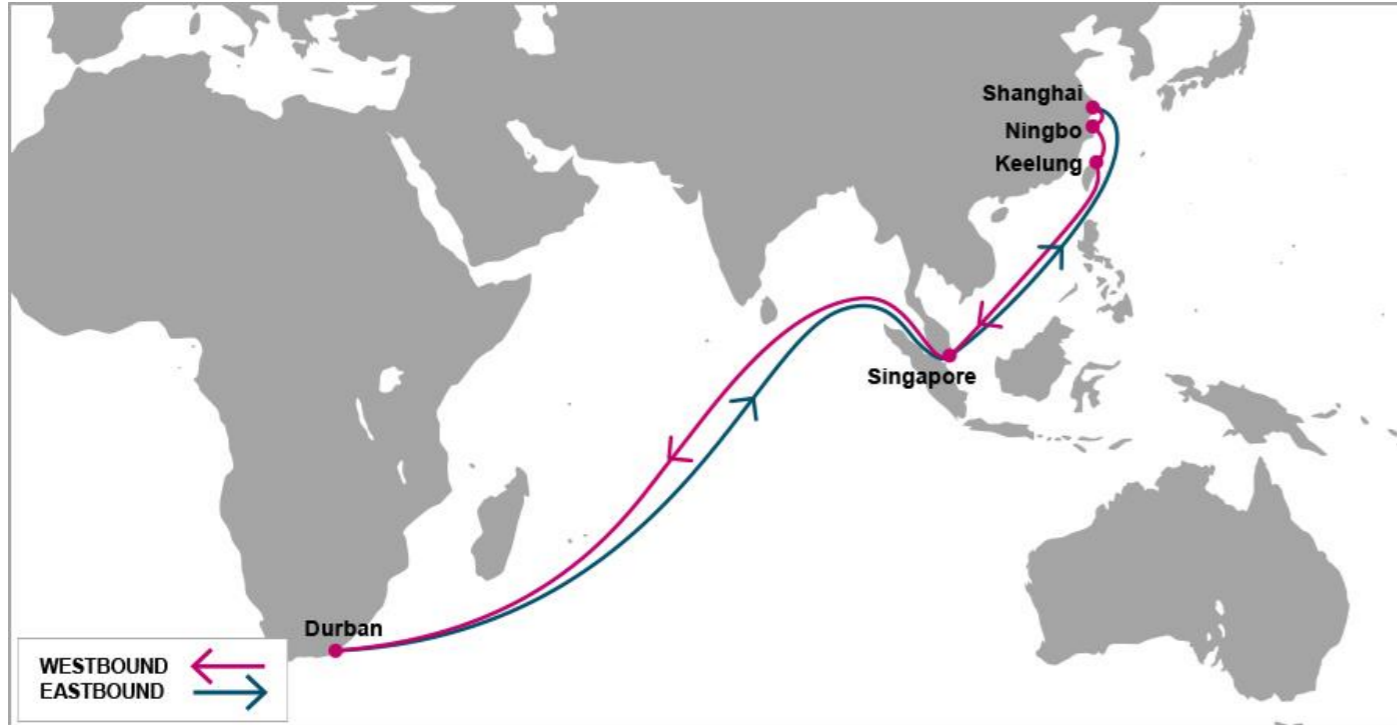 Shanghai
Ningbo
Keelung
Singapore
Durban
WESTBOUND
EASTBOUND